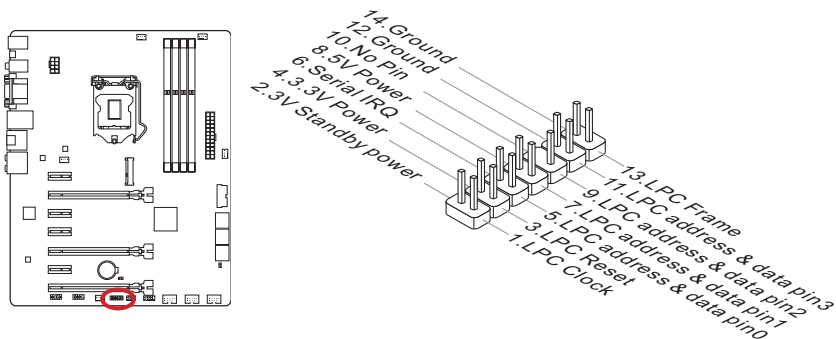 14.Ground
12.Ground
10.No Pin
8.5V Power
6.Serial IRQ
4.3.3V Power
2.3V Standby power
13.LPC Frame
11.LPC address & data pin3
9.LPC address & data pin2
7.LPC address & data pin1
5.LPC address & data pin0
3.LPC Reset
1.LPC Clock